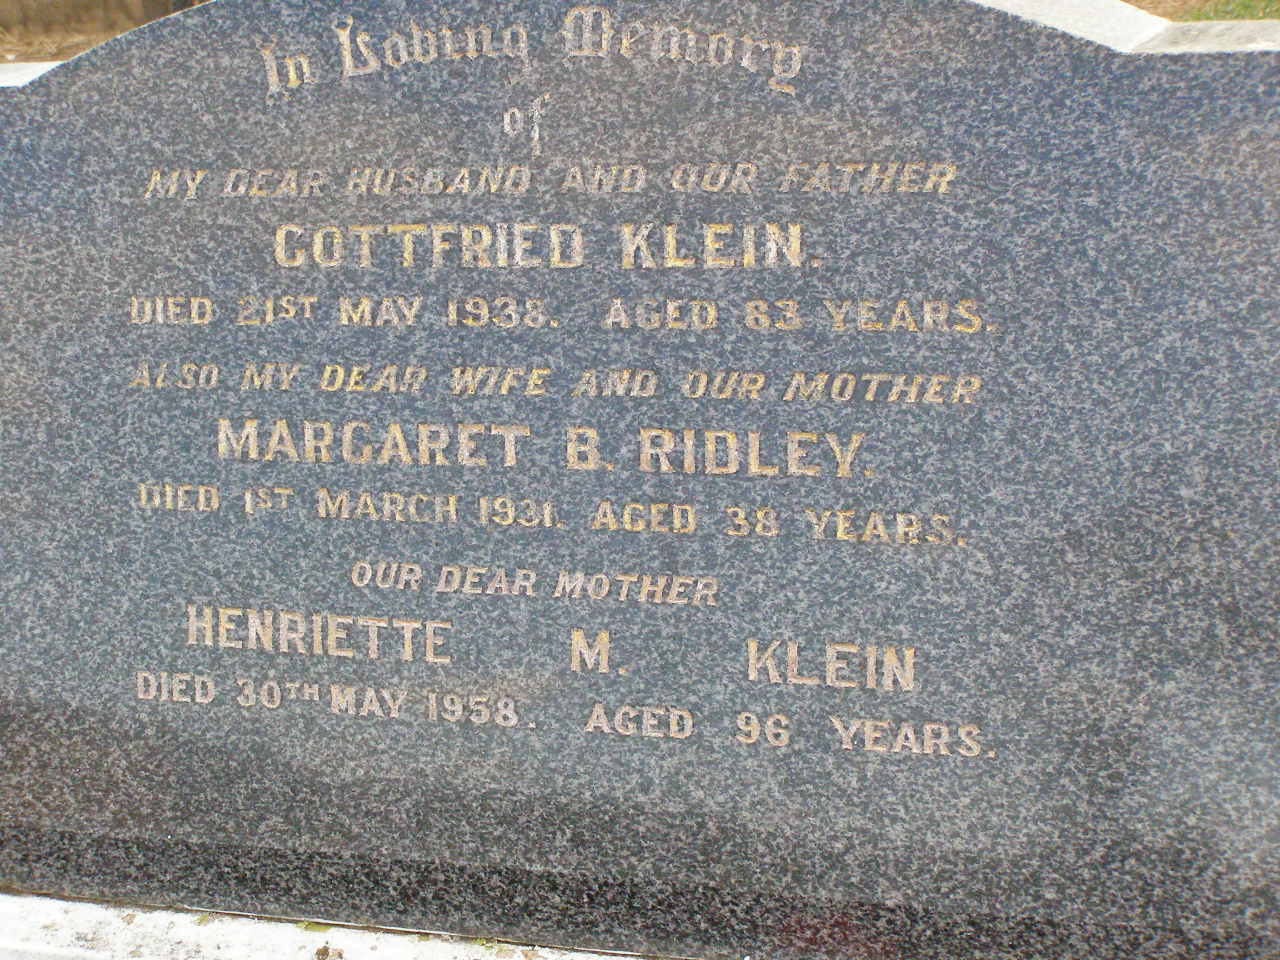 In Loving Memory
of
MY DEAR HUSBAND AND OUR FATHER
GOTTFRIED KLEIN.
DIED 21ST MAY 1938. AGED 83 YEARS.
ALSO MY DEAR WIFE AND OUR MOTHER
MARGARET B. RIDLEY.
DIED 1ST MARCH 1931. AGED 38 YEARS.
OUR DEAR MOTHER
HENRIETTE M. KLEIN
DIED 30TH MAY 1958. AGED 96 YEARS.